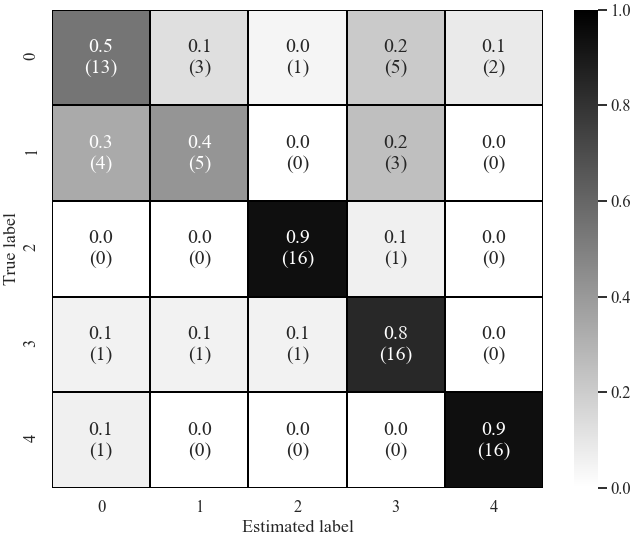 0.5 0.1 0.0 0.2 0.1
(13) (3) (1) (5) (2)
0
0.3 0.4 0.0 0.2 0.0
(4) (5) (0) (3) (0)
1
0.0 0.0 0.9 0.1 0.0
(0) (0) (16) (1) (0)
2
0.1 0.1 0.1 0.8 0.0
(1) (1) (1) (16) (0)
3
0.1 0.0 0.0 0.0 0.9
(1) (0) (0) (0) (16)
4
True label
0 1 2 3 4
Estimated label
1.0
0.8
0.6
0.4
0.2
0.0